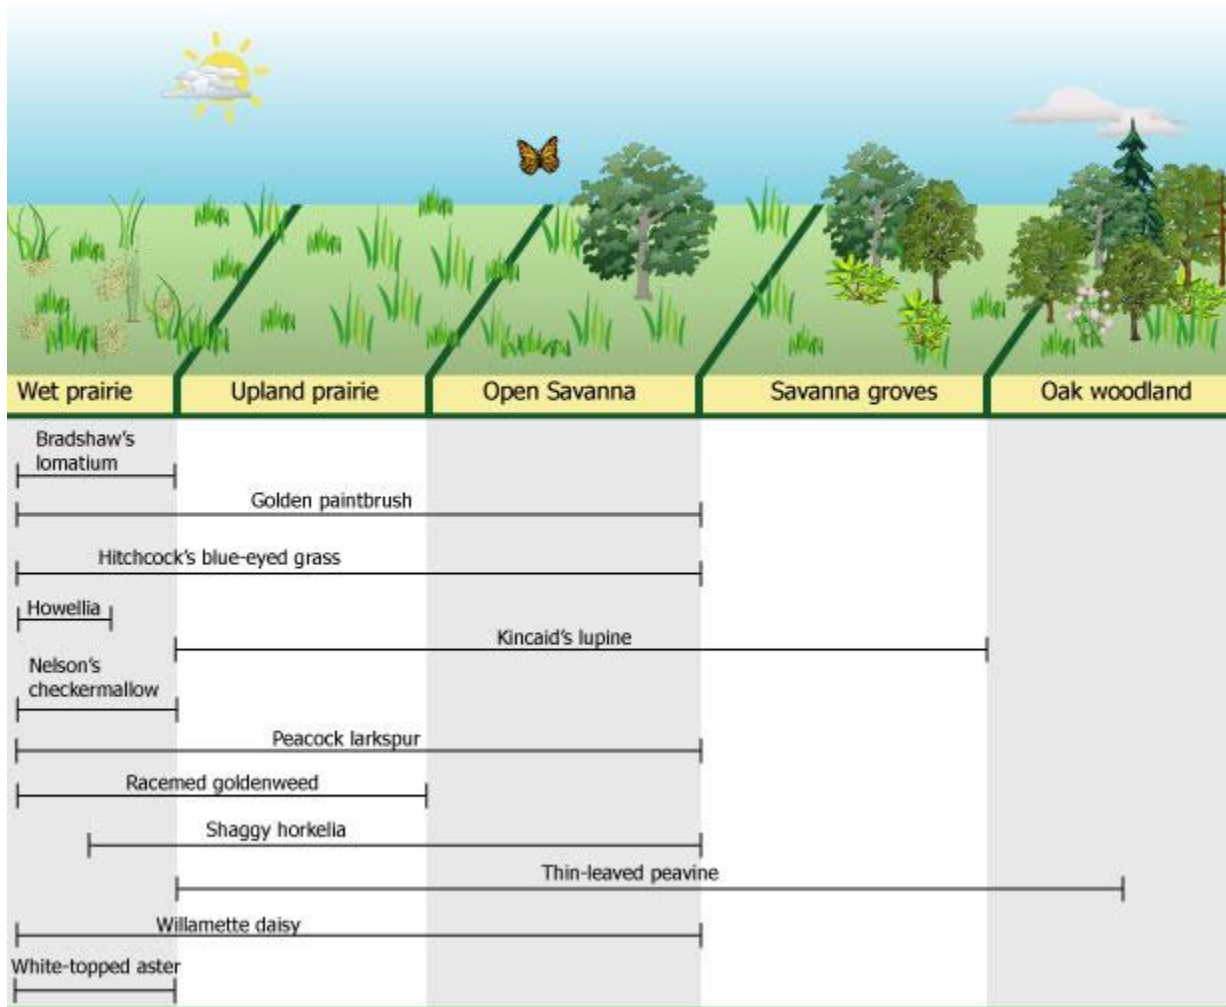 Wet prairie
Upland prairie
Open Savanna
Savanna groves
Oak woodland
Bradshaw's
lomatium
Golden paintbrush
Hitchcock's blue-eyed grass
Howellia
Kincaid's lupine
Nelson's
checkermallow
Peacock larkspur
Racemed goldenweed
Shaggy horkelia
Thin-leaved peavine
Willamette daisy
White-topped aster